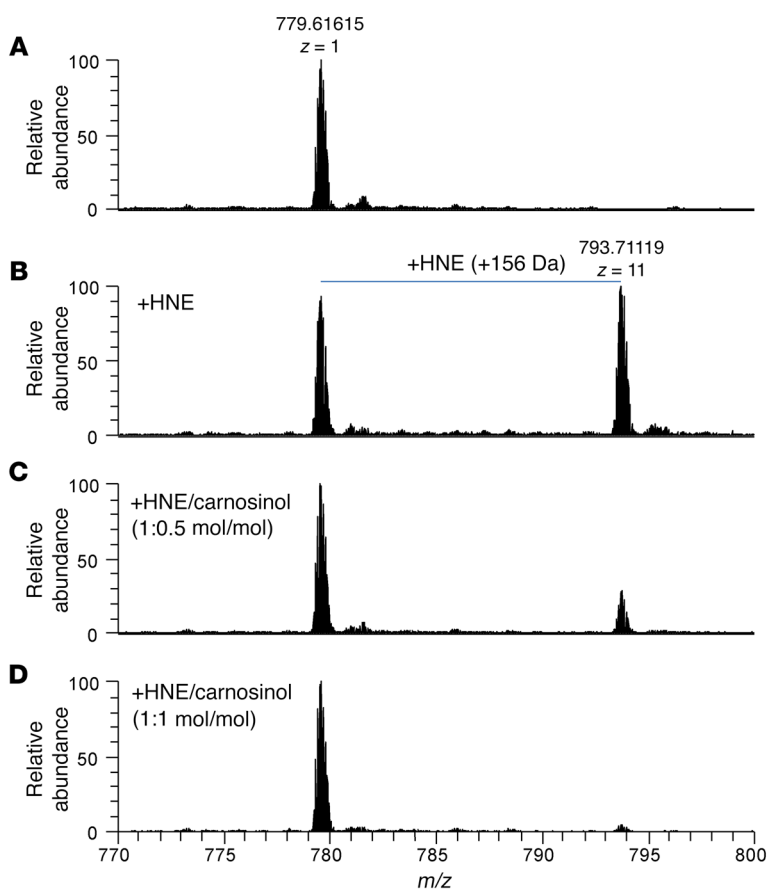 A
779.61615
z = 1
Relative
abundance
100
50
0
B
793.71119
z = 11
+HNE (+156 Da)
+HNE
Relative
abundance
100
50
0
C
+HNE/carnosinol
(1:0.5 mol/mol)
Relative
abundance
100
50
0
D
+HNE/carnosinol
(1:1 mol/mol)
Relative
abundance
100
50
0
770 775 780 785 790 795 800
m/z